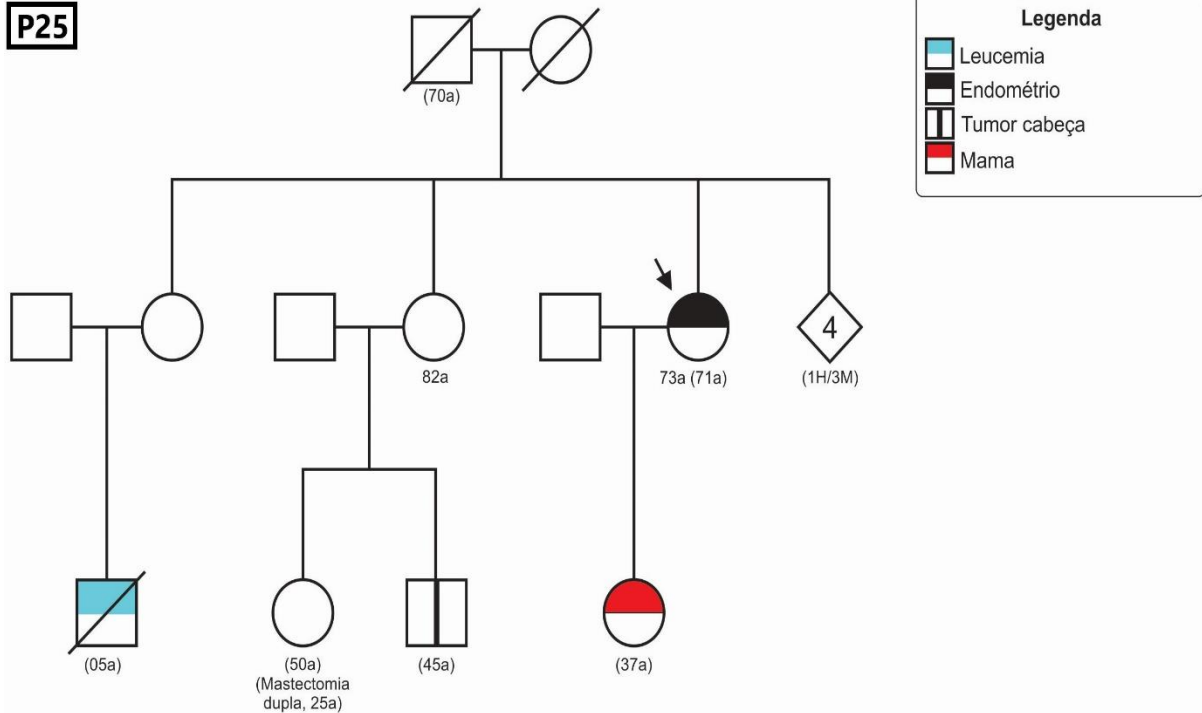 P25
Legenda
Leucemia
Endométrio
Tumor cabeça
Mama
(70a)
82a
73a (71a)
4
(1H/3M)
(05a)
(50a)
(Mastectomia
dupla, 25a)
(45a)
(37a)